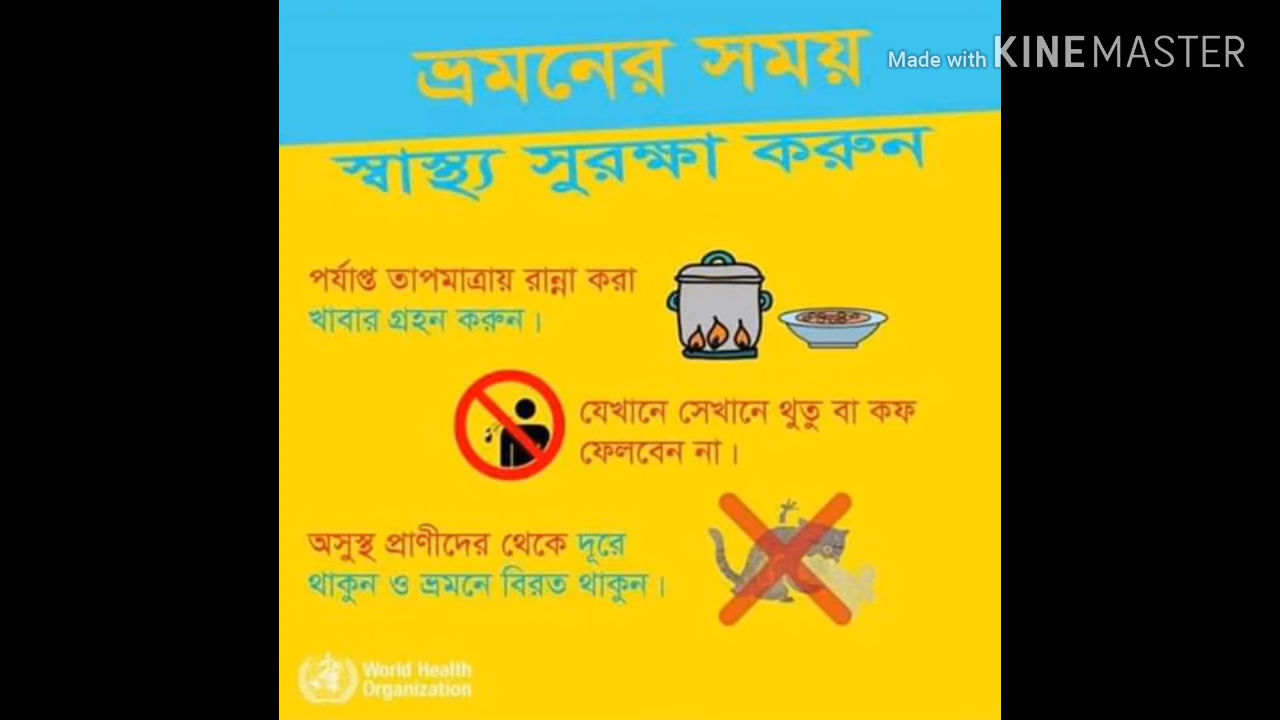 ভ্রমনের সময়
Made with KINEMASTER
স্বাস্থ্য সুরক্ষা করুন
পর্যাপ্ত তাপমাত্রায় রান্না করা
খাবার গ্রহন করুন।
যেখানে সেখানে থুতু বা কফ
ফেলবেন না।
অসুস্থ প্রাণীদের থেকে দূরে
থাকুন ও ভ্রমনে বিরত থাকুন।
World Health
Organization